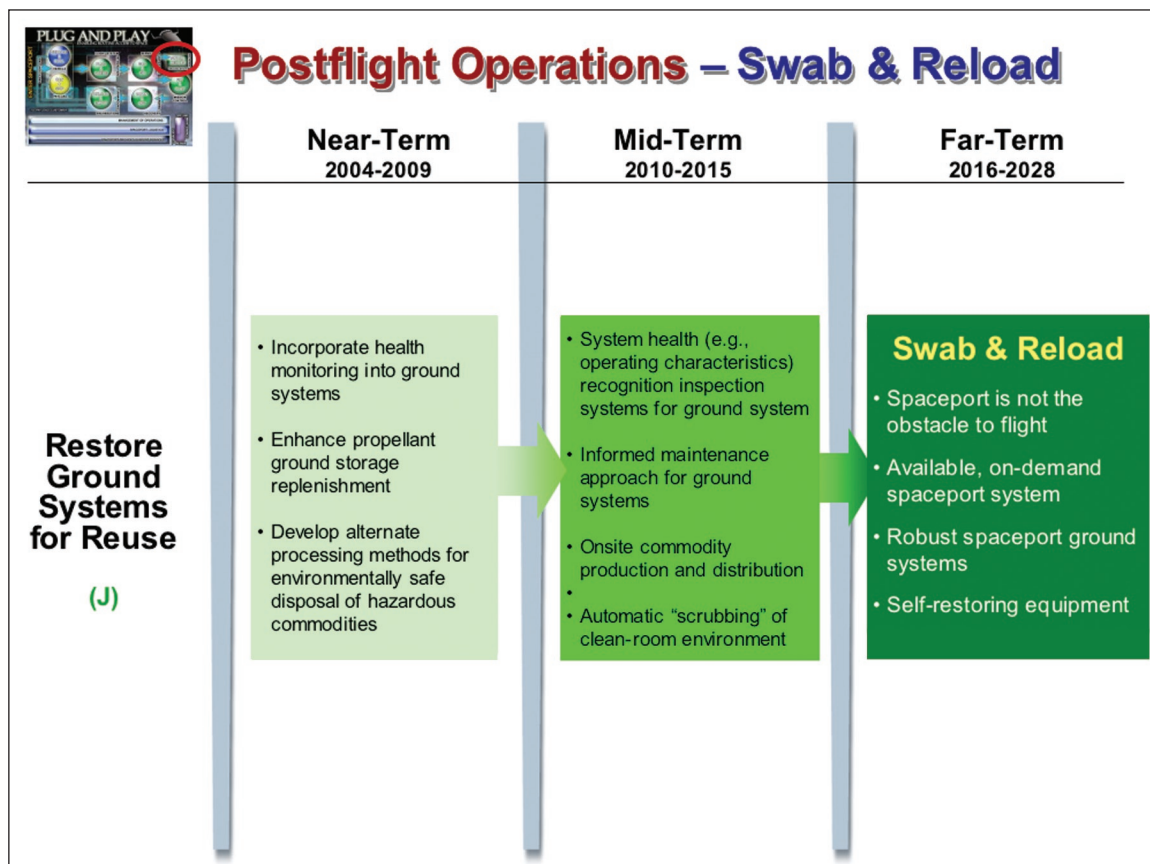 PLUG AND PLAY
Postflight Operations – Swab & Reload
Near-Term
2004-2009
Mid-Term
2010-2015
Far-Term
2016-2028
Restore
Ground
Systems
for Reuse
(J)
• Incorporate health
monitoring into ground
systems
• Enhance propellant
ground storage
replenishment
• Develop alternate
processing methods for
environmentally safe
disposal of hazardous
commodities
• System health (e.g.,
operating characteristics)
recognition inspection
systems for ground system
• Informed maintenance
approach for ground
systems
• Onsite commodity
production and distribution
•
• Automatic “scrubbing” of
clean-room environment
Swab & Reload
• Spaceport is not the
obstacle to flight
• Available, on-demand
spaceport system
• Robust spaceport ground
systems
• Self-restoring equipment